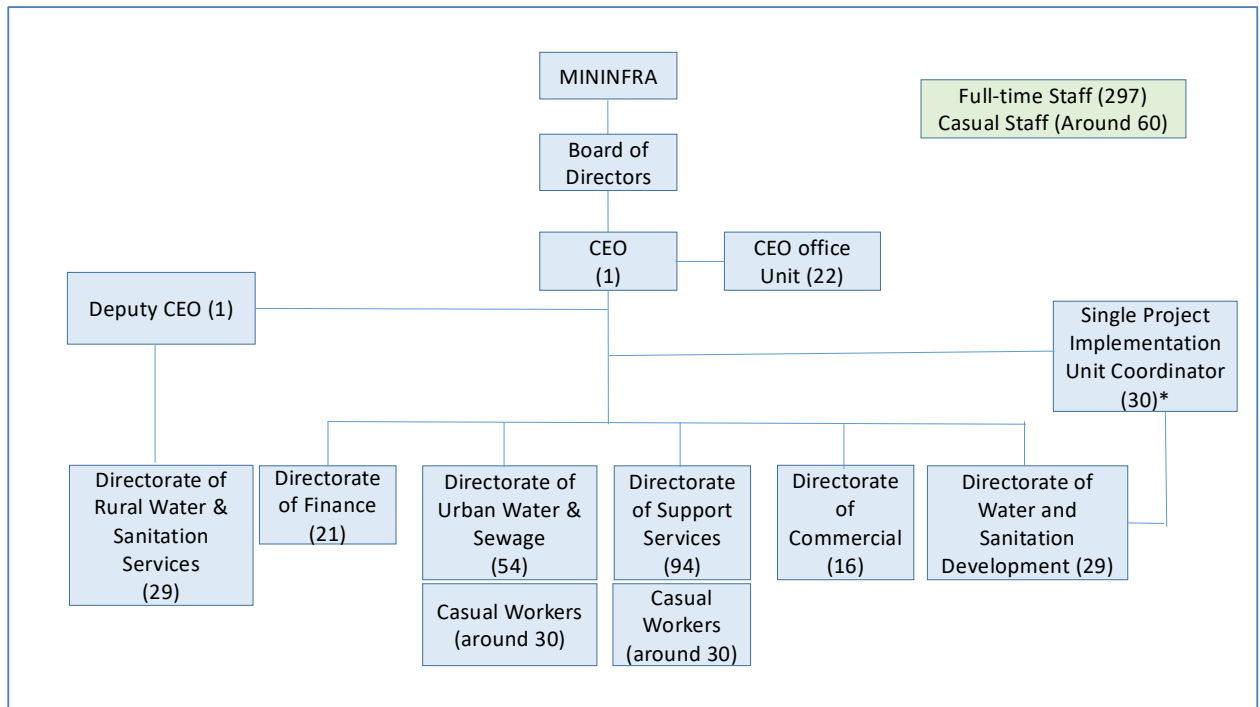 MININFRA
Full-time Staff (297)
Casual Staff (Around 60)
Board of
Directors
CEO
(1)
CEO office
Unit (22)
Deputy CEO (1)
Single Project
Implementation
Unit Coordinator
(30)*
Directorate of
Rural Water &
Sanitation
Services
(29)
Directorate
of Finance
(21)
Directorate of
Urban Water &
Sewage
(54)
Directorate
of Support
Services
(94)
Directorate
of
Commercial
(16)
Directorate of
Water and
Sanitation
Development (29)
Casual Workers
(around 30)
Casual
Workers
(around 30)